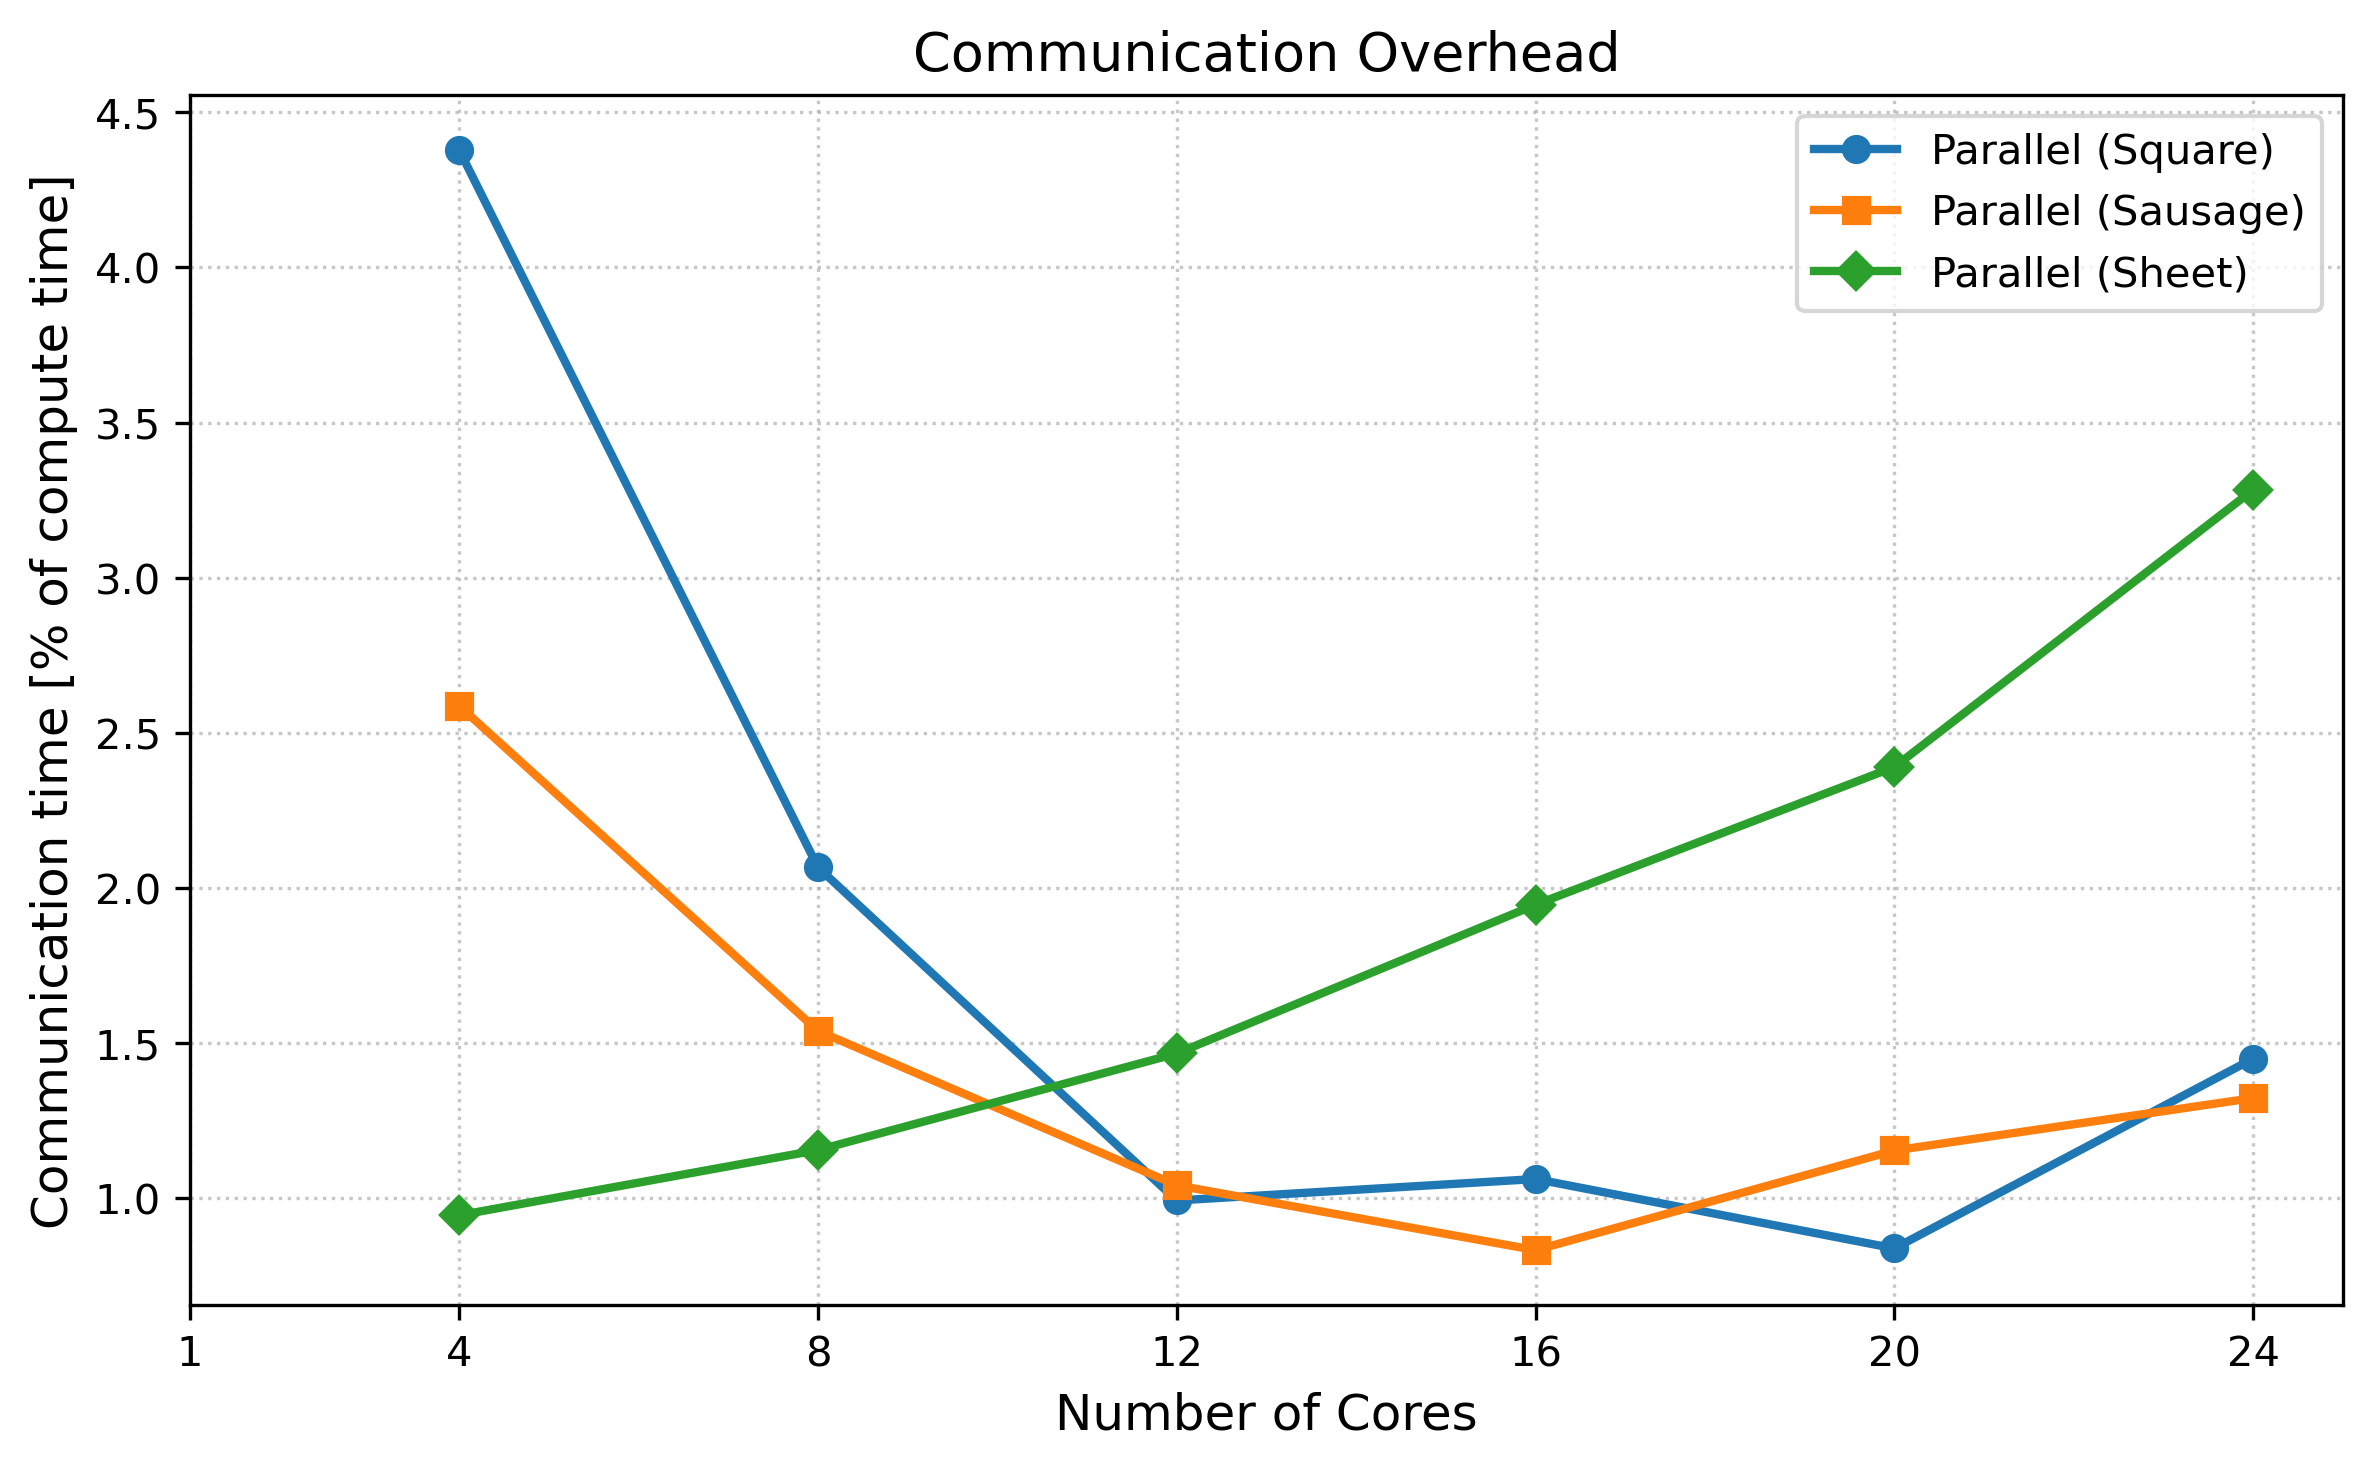 Communication Overhead
Communication time [% of compute time]
4.5
4.0
3.5
3.0
2.5
2.0
1.5
1.0
Parallel (Square)
Parallel (Sausage)
Parallel (Sheet)
1 4 8 12 16 20 24
Number of Cores